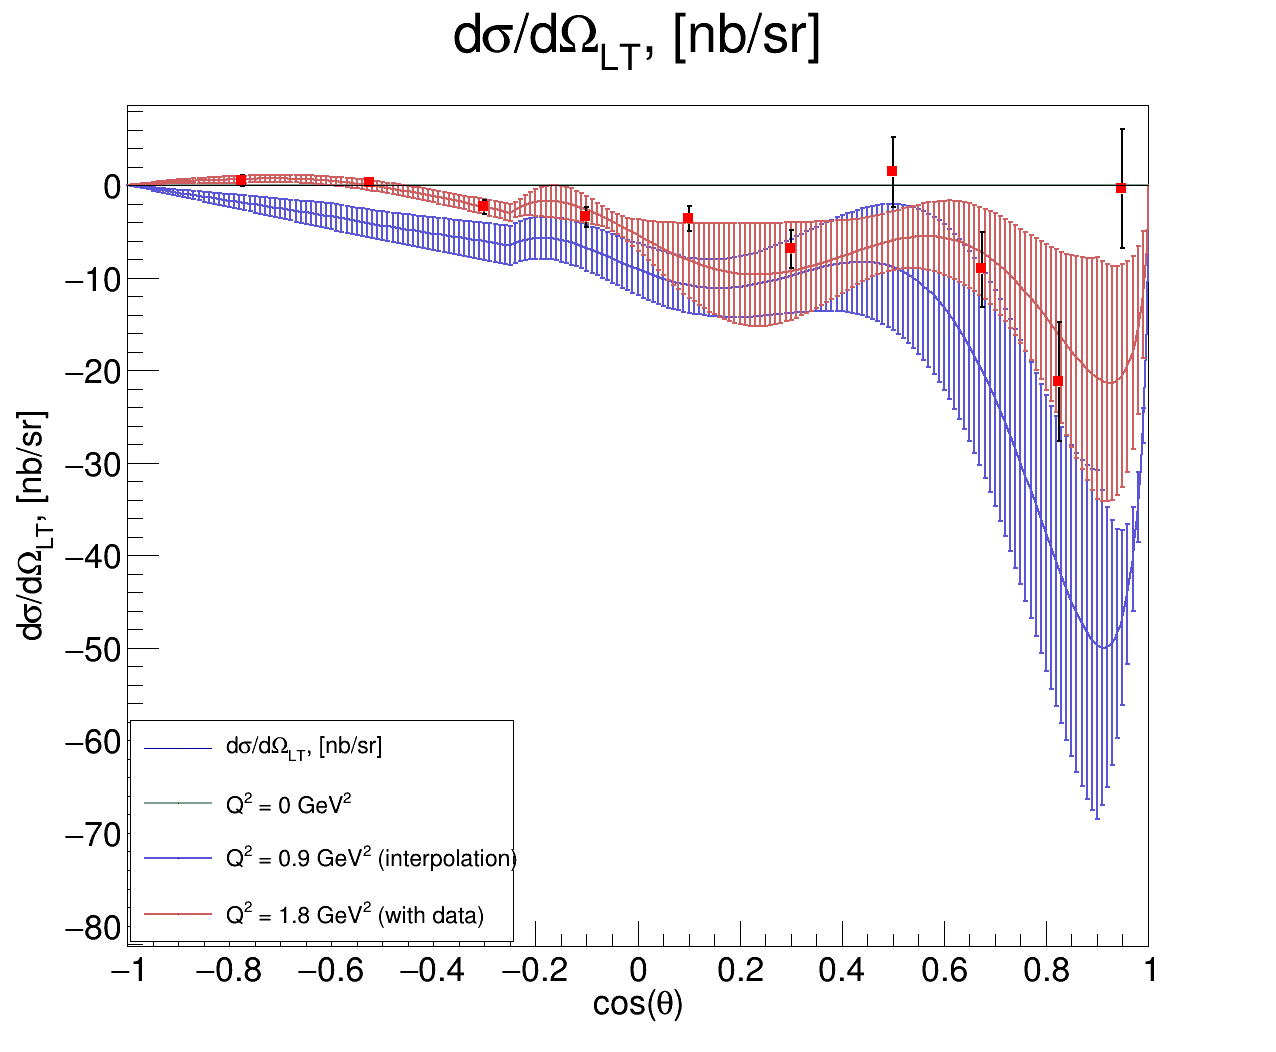 dσ/dΩLT, [nb/sr]
dσ/dΩLT, [nb/sr]
0
−10
−20
−30
−40
−50
−60
−70
−80
dσ/dΩLT, [nb/sr]
Q2 = 0 GeV2
Q2 = 0.9 GeV2 (interpolation)
Q2 = 1.8 GeV2 (with data)
−1 −0.8 −0.6 −0.4 −0.2 0 0.2 0.4 0.6 0.8 1
cos(θ)